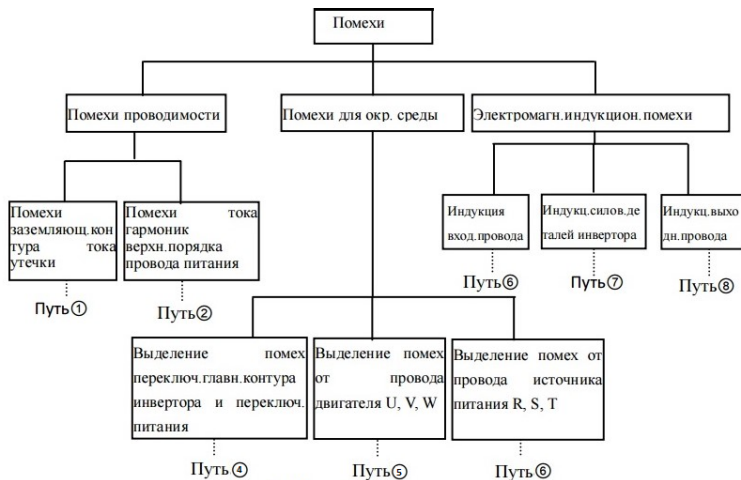 Помехи
Помехи проводимости
Помехи для окр. среды
Электромагн.индукцион.помехи
Помехи
заземляющ.кон
тура тока
утечки
Помехи тока
гармоник
верхн.порядка
провода питания
Индукция
вход.провода
Индукц.силов.де
талей инвертора
Индукц.выхо
дн.провода
Путь①
Путь②
Путь⑥
Путь⑦
Путь⑧
Выделение помех
переключ.главн.контура
инвертора и переключ.
питания
Выделение помех
от провода
двигателя U, V, W
Выделение помех от
провода источника
питания R, S, T
Путь④
Путь⑤
Путь⑥